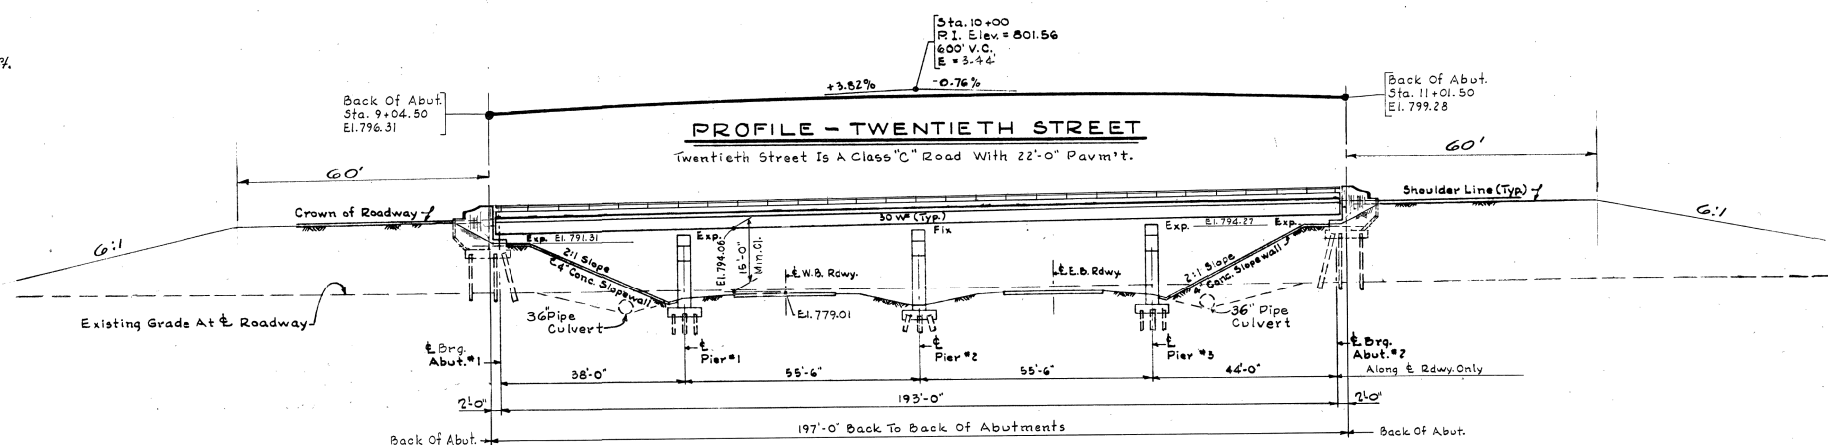 Sta. 10+00
P.I. Elev. = 801.56
600' V.C.
E = 3.44'
+3.82%
-0.76%
Back Of Abut.
Sta. 9+04.50
El. 796.31
Back Of Abut.
Sta. 11+01.50
El. 799.28
PROFILE - TWENTIETH STREET
Twentieth Street Is A Class "C" Road With 22'-0" Pavm't.
60'
60'
Crown of Roadway
Shoulder Line (Typ.)
6:1
6:1
30 WF (Typ.)
Exp. El. 791.31
Exp.
Fix
Exp.
El. 794.27
Exp.
El. 794.06
15'-0"
Min. Cl.
2:1 Slope
4" Conc. Slopewall
2:1 Slope
4" Conc. Slopewall
℄ W.B. Rdwy.
℄ E.B. Rdwy.
El. 779.01
36" Pipe
Culvert
36" Pipe
Culvert
Existing Grade At ℄ Roadway
℄ Brg.
Abut. #1
℄
Pier #1
℄
Pier #2
℄
Pier #3
℄ Brg.
Abut. #2
Along ℄ Rdwy. Only
38'-0"
55'-6"
55'-6"
44'-0"
2'-0"
193'-0"
2'-0"
197'-0" Back To Back Of Abutments
Back Of Abut.
Back Of Abut.